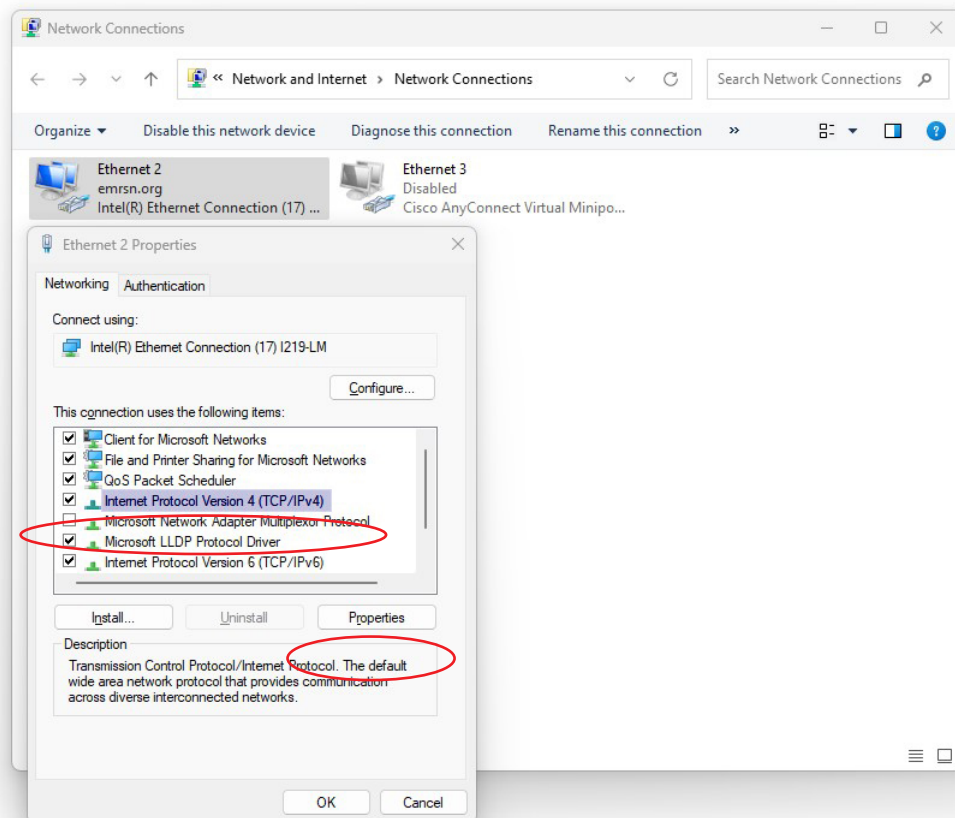 Network Connections
« Network and Internet › Network Connections
Search Network Connections
Organize
Disable this network device
Diagnose this connection
Rename this connection
»
Ethernet 2
emrsn.org
Intel(R) Ethernet Connection (17) ...
Ethernet 3
Disabled
Cisco AnyConnect Virtual Minipo...
Ethernet 2 Properties
Networking
Authentication
Connect using:
Intel(R) Ethernet Connection (17) I219-LM
Configure...
This connection uses the following items:
Client for Microsoft Networks
File and Printer Sharing for Microsoft Networks
QoS Packet Scheduler
Internet Protocol Version 4 (TCP/IPv4)
Microsoft Network Adapter Multiplexor Protocol
Microsoft LLDP Protocol Driver
Internet Protocol Version 6 (TCP/IPv6)
Install...
Uninstall
Properties
Description
Transmission Control Protocol/Internet Protocol. The default
wide area network protocol that provides communication
across diverse interconnected networks.
OK
Cancel